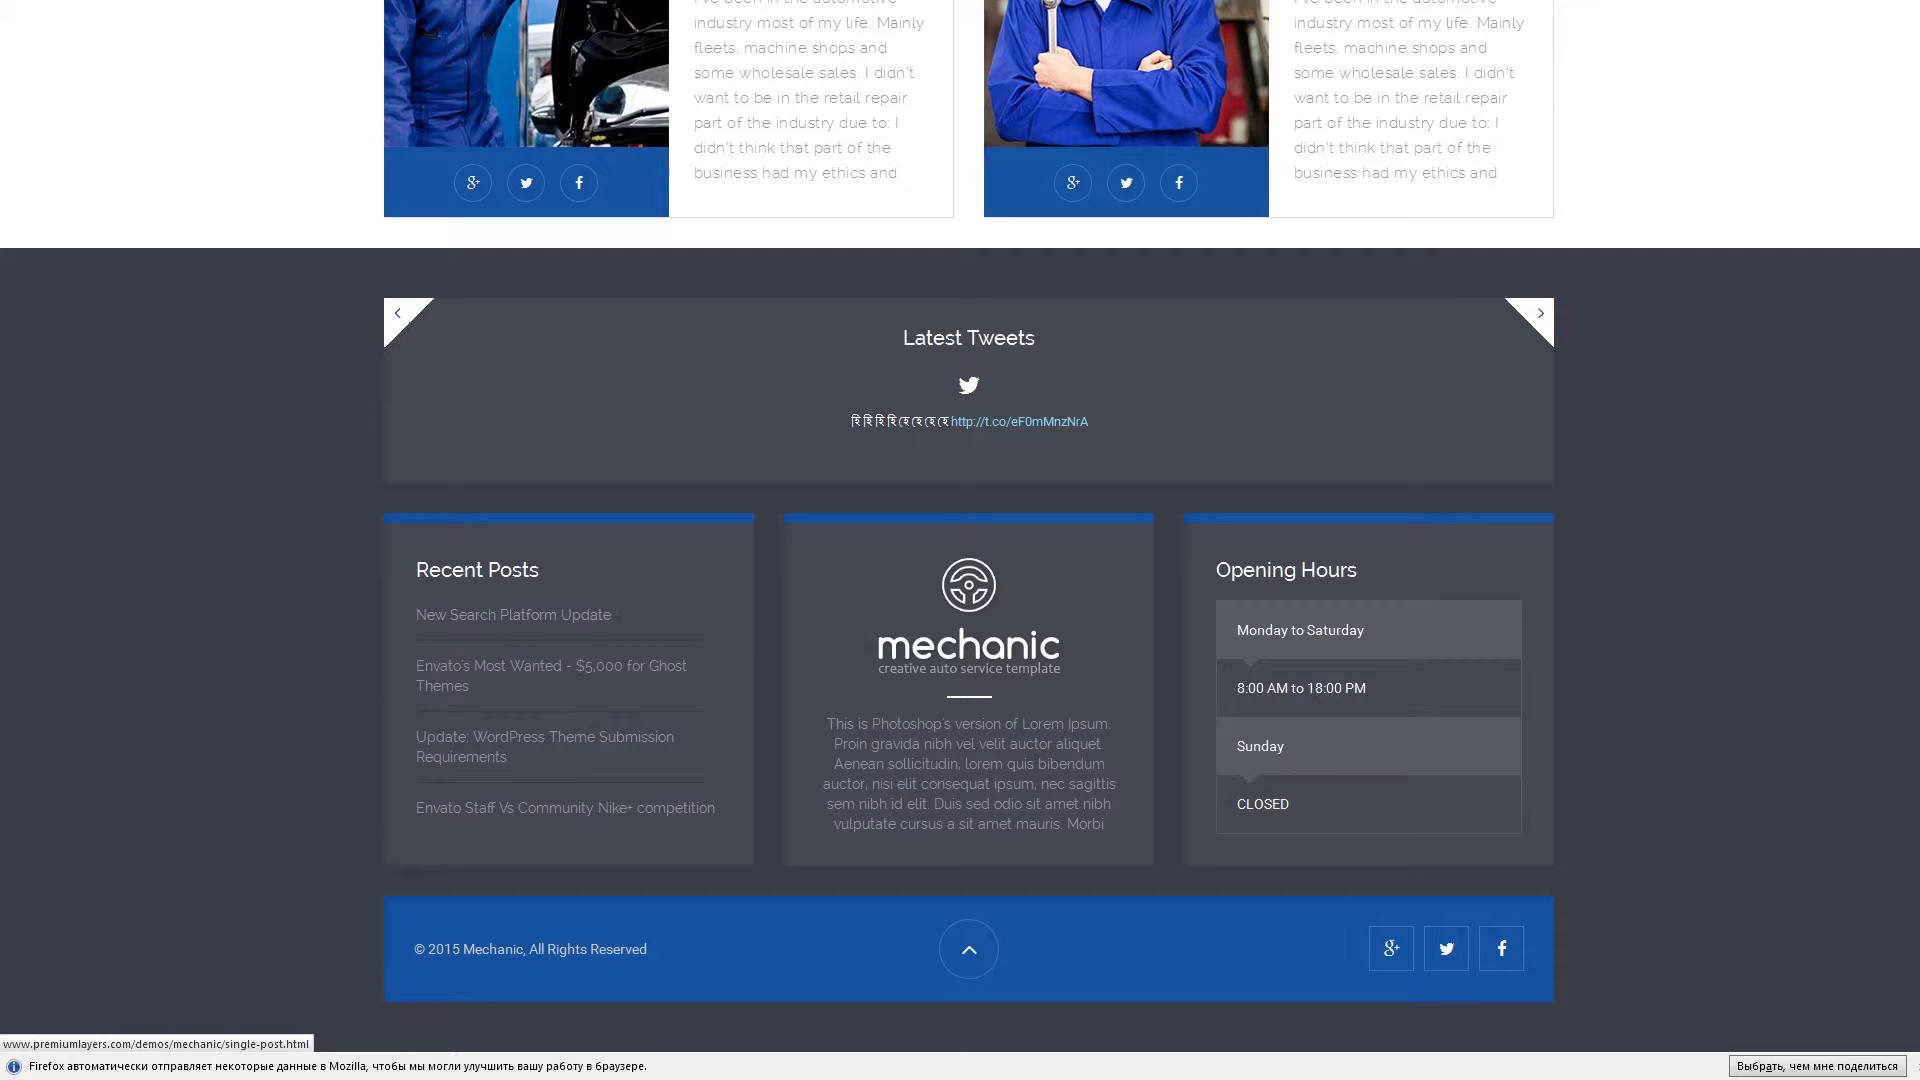 I've been in the automotive
industry most of my life. Mainly
fleets, machine shops and
some wholesale sales. I didn't
want to be in the retail repair
part of the industry due to: I
didn't think that part of the
business had my ethics and
I've been in the automotive
industry most of my life. Mainly
fleets, machine shops and
some wholesale sales. I didn't
want to be in the retail repair
part of the industry due to: I
didn't think that part of the
business had my ethics and
Latest Tweets
হিহিহিহিহেহেহেহে http://t.co/eF0mMnzNrA
Recent Posts
New Search Platform Update
Envato's Most Wanted - $5,000 for Ghost
Themes
Update: WordPress Theme Submission
Requirements
Envato Staff Vs Community Nike+ competition
mechanic
creative auto service template
This is Photoshop's version of Lorem Ipsum.
Proin gravida nibh vel velit auctor aliquet.
Aenean sollicitudin, lorem quis bibendum
auctor, nisi elit consequat ipsum, nec sagittis
sem nibh id elit. Duis sed odio sit amet nibh
vulputate cursus a sit amet mauris. Morbi
Opening Hours
Monday to Saturday
8:00 AM to 18:00 PM
Sunday
CLOSED
© 2015 Mechanic, All Rights Reserved
www.premiumlayers.com/demos/mechanic/single-post.html
Firefox автоматически отправляет некоторые данные в Mozilla, чтобы мы могли улучшить вашу работу в браузере.
Выбрать, чем мне поделиться